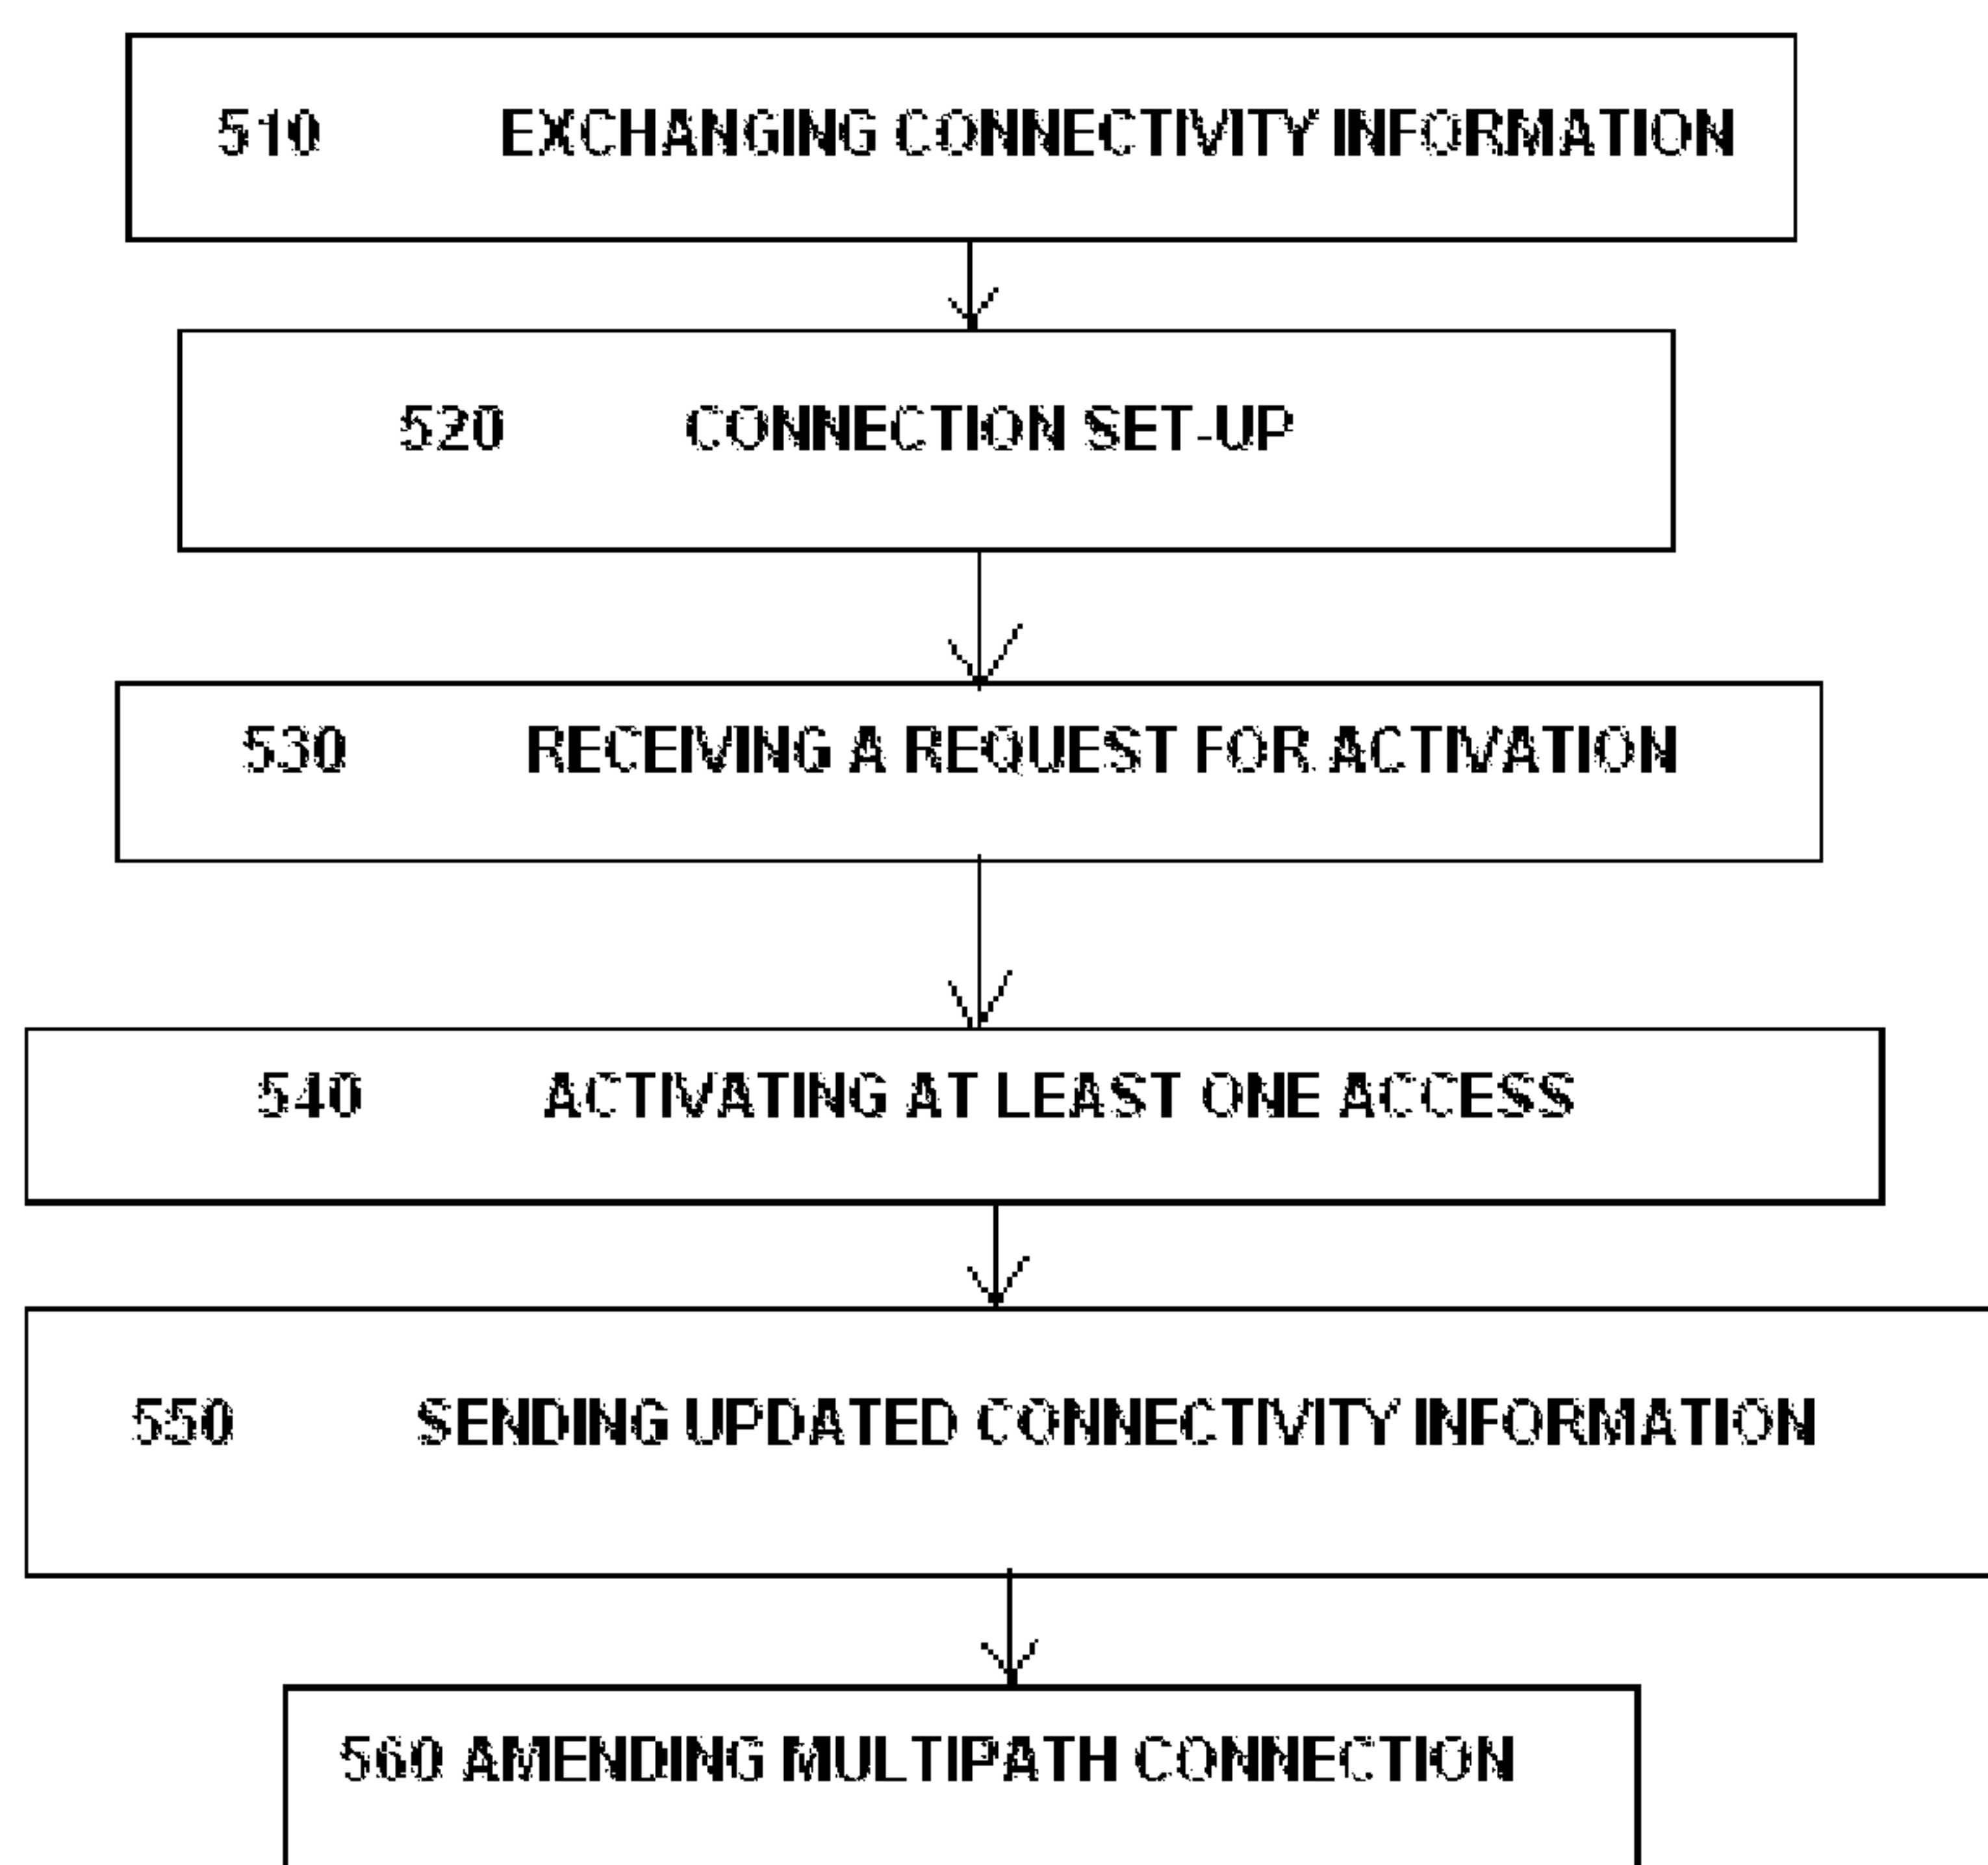 510 EXCHANGING CONNECTIVITY INFORMATION
520 CONNECTION SET-UP
530 RECEIVING A REQUEST FOR ACTIVATION
540 ACTIVATING AT LEAST ONE ACCESS
550 SENDING UPDATED CONNECTIVITY INFORMATION
560 AMENDING MULTIPATH CONNECTION